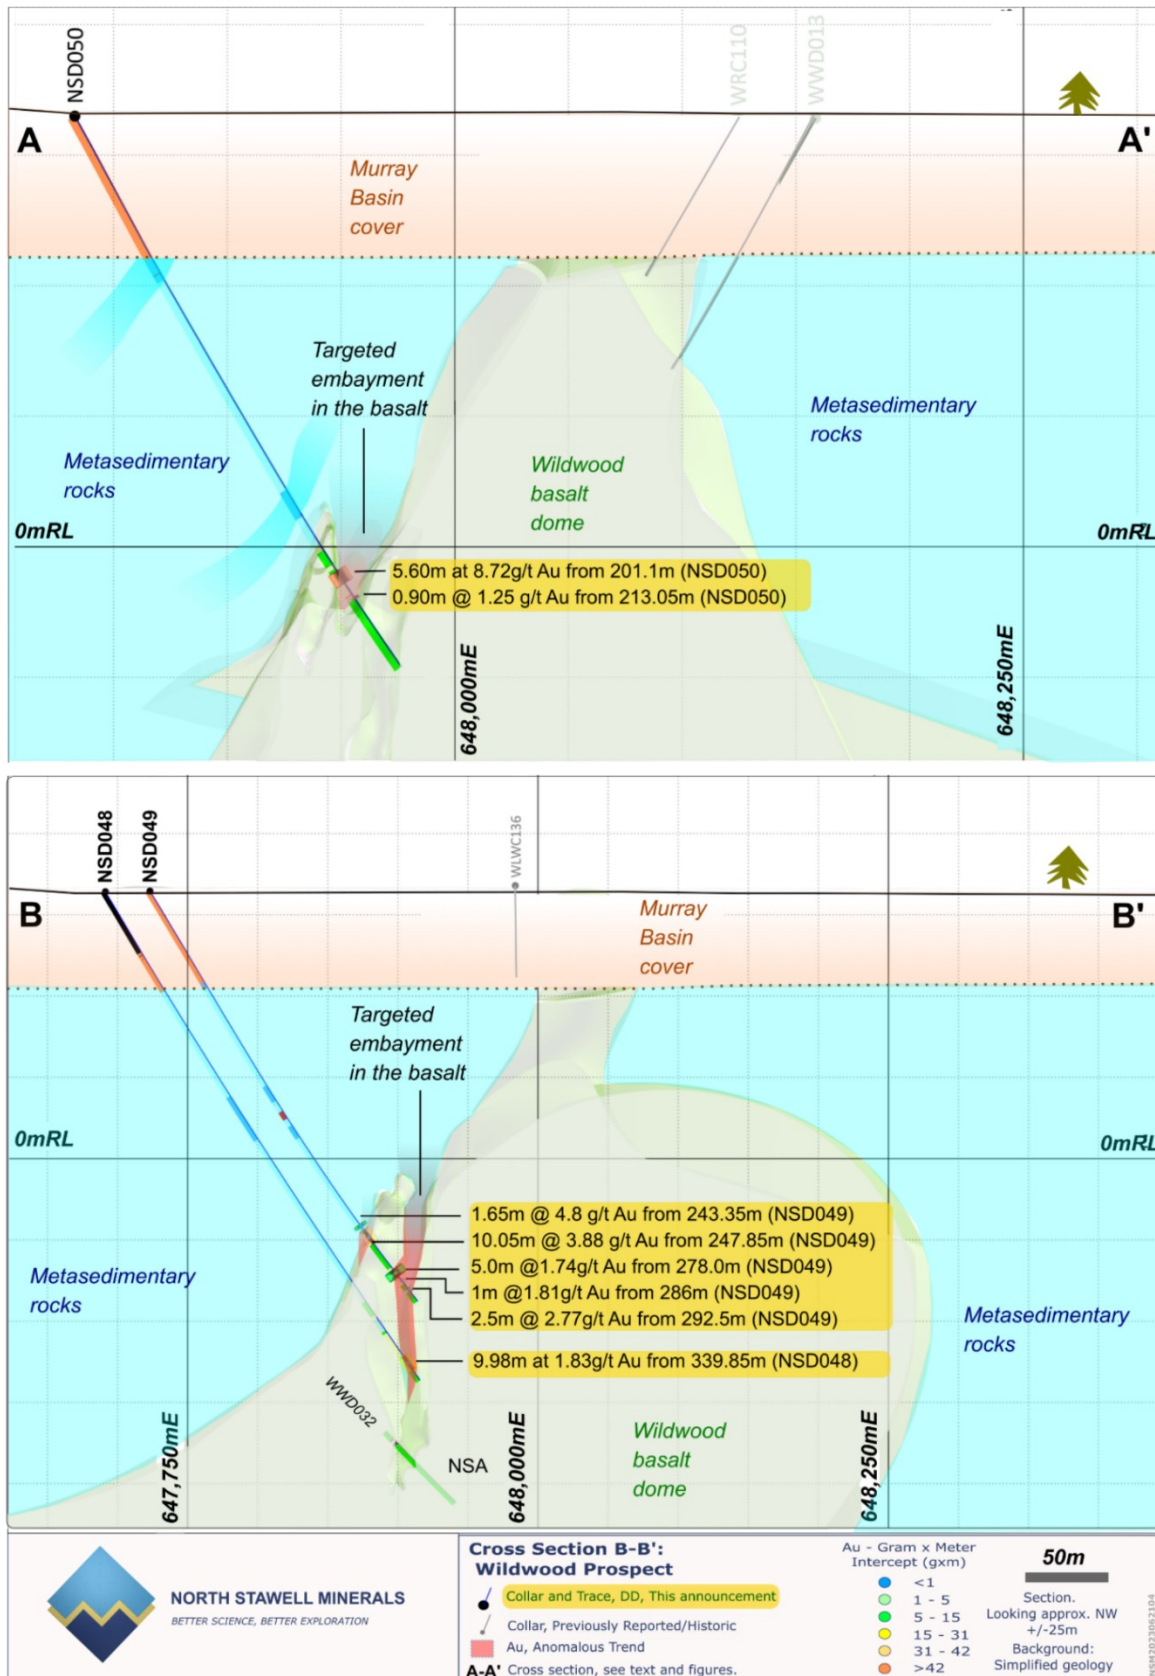 NSD050
WRC110
WWD013
A
A'
Murray
Basin
cover
Targeted
embayment
in the basalt
Metasedimentary
rocks
Metasedimentary
rocks
Wildwood
basalt
dome
0mRL
0mRL
5.60m at 8.72g/t Au from 201.1m (NSD050)
0.90m @ 1.25 g/t Au from 213.05m (NSD050)
648,000mE
648,250mE
NSD048
NSD049
WLWC136
B
B'
Murray
Basin
cover
Targeted
embayment
in the basalt
0mRL
0mRL
1.65m @ 4.8 g/t Au from 243.35m (NSD049)
10.05m @ 3.88 g/t Au from 247.85m (NSD049)
5.0m @1.74g/t Au from 278.0m (NSD049)
1m @1.81g/t Au from 286m (NSD049)
2.5m @ 2.77g/t Au from 292.5m (NSD049)
9.98m at 1.83g/t Au from 339.85m (NSD048)
Metasedimentary
rocks
Metasedimentary
rocks
WWD032
NSA
Wildwood
basalt
dome
647,750mE
648,000mE
648,250mE
NORTH STAWELL MINERALS
BETTER SCIENCE, BETTER EXPLORATION
Cross Section B-B':
Wildwood Prospect
Collar and Trace, DD, This announcement
Collar, Previously Reported/Historic
Au, Anomalous Trend
A-A' Cross section, see text and figures.
Au - Gram x Meter
Intercept (gxm)
<1
1 - 5
5 - 15
15 - 31
31 - 42
>42
50m
Section.
Looking approx. NW
+/-25m
Background:
Simplified geology
NSM2023062104